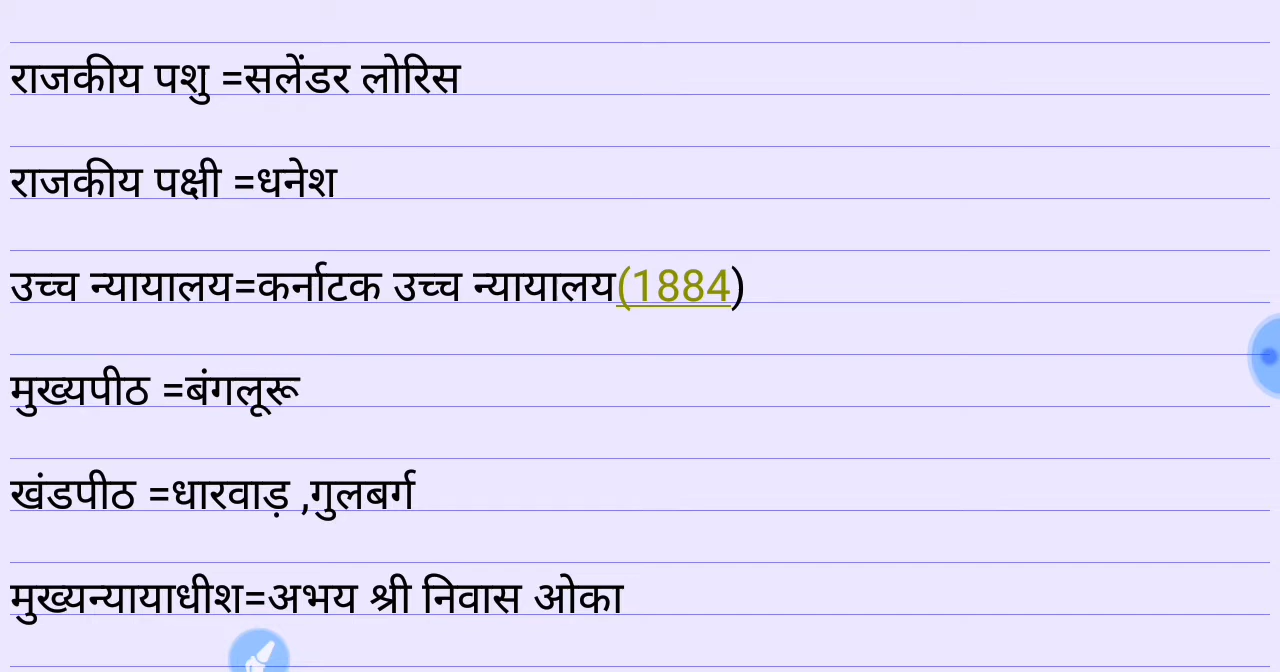 राजकीय पशु =सलेंडर लोरिस
राजकीय पक्षी =धनेश
उच्च न्यायालय=कर्नाटक उच्च न्यायालय(1884)
मुख्यपीठ =बंगलूरू
खंडपीठ =धारवाड़ ,गुलबर्ग
मुख्यन्यायाधीश=अभय श्री निवास ओका